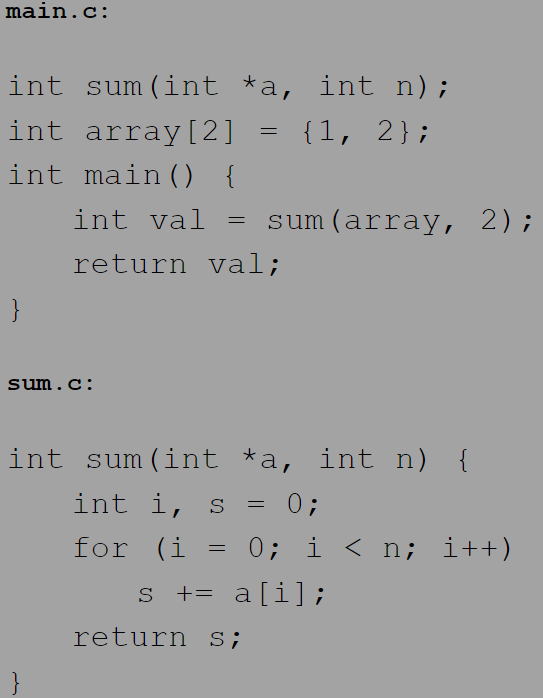 main.c:
int sum(int *a, int n);
int array[2] = {1, 2};
int main() {
    int val = sum(array, 2);
    return val;
}
sum.c:
int sum(int *a, int n) {
    int i, s = 0;
    for (i = 0; i < n; i++)
        s += a[i];
    return s;
}